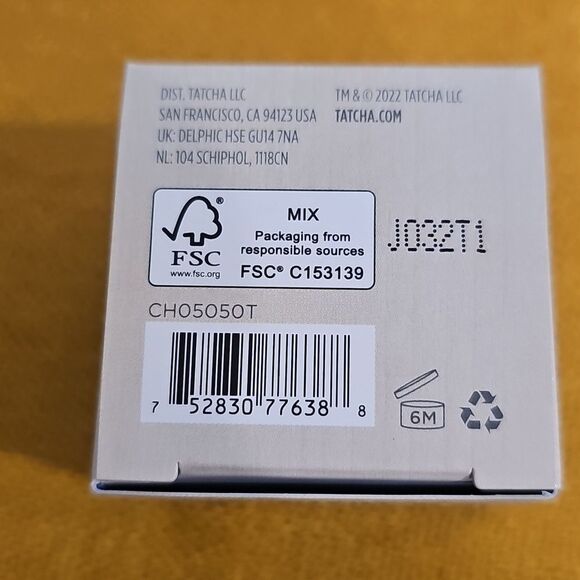 DIST. TATCHA LLC
SAN FRANCISCO, CA 94123 USA
UK: DELPHIC HSE GU14 7NA
NL: 104 SCHIPHOL, 1118CN
TM & © 2022 TATCHA LLC
TATCHA.COM
FSC
www.fsc.org
MIX
Packaging from
responsible sources
FSC® C153139
J032T1
CH05050T
7 52830 77638 8
6M